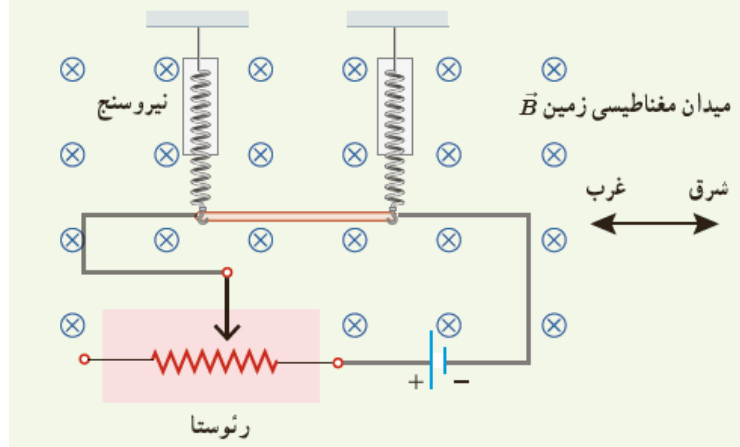 نیروسنج
میدان مغناطیسی زمین B⃗
غرب شرق
+ −
رئوستا